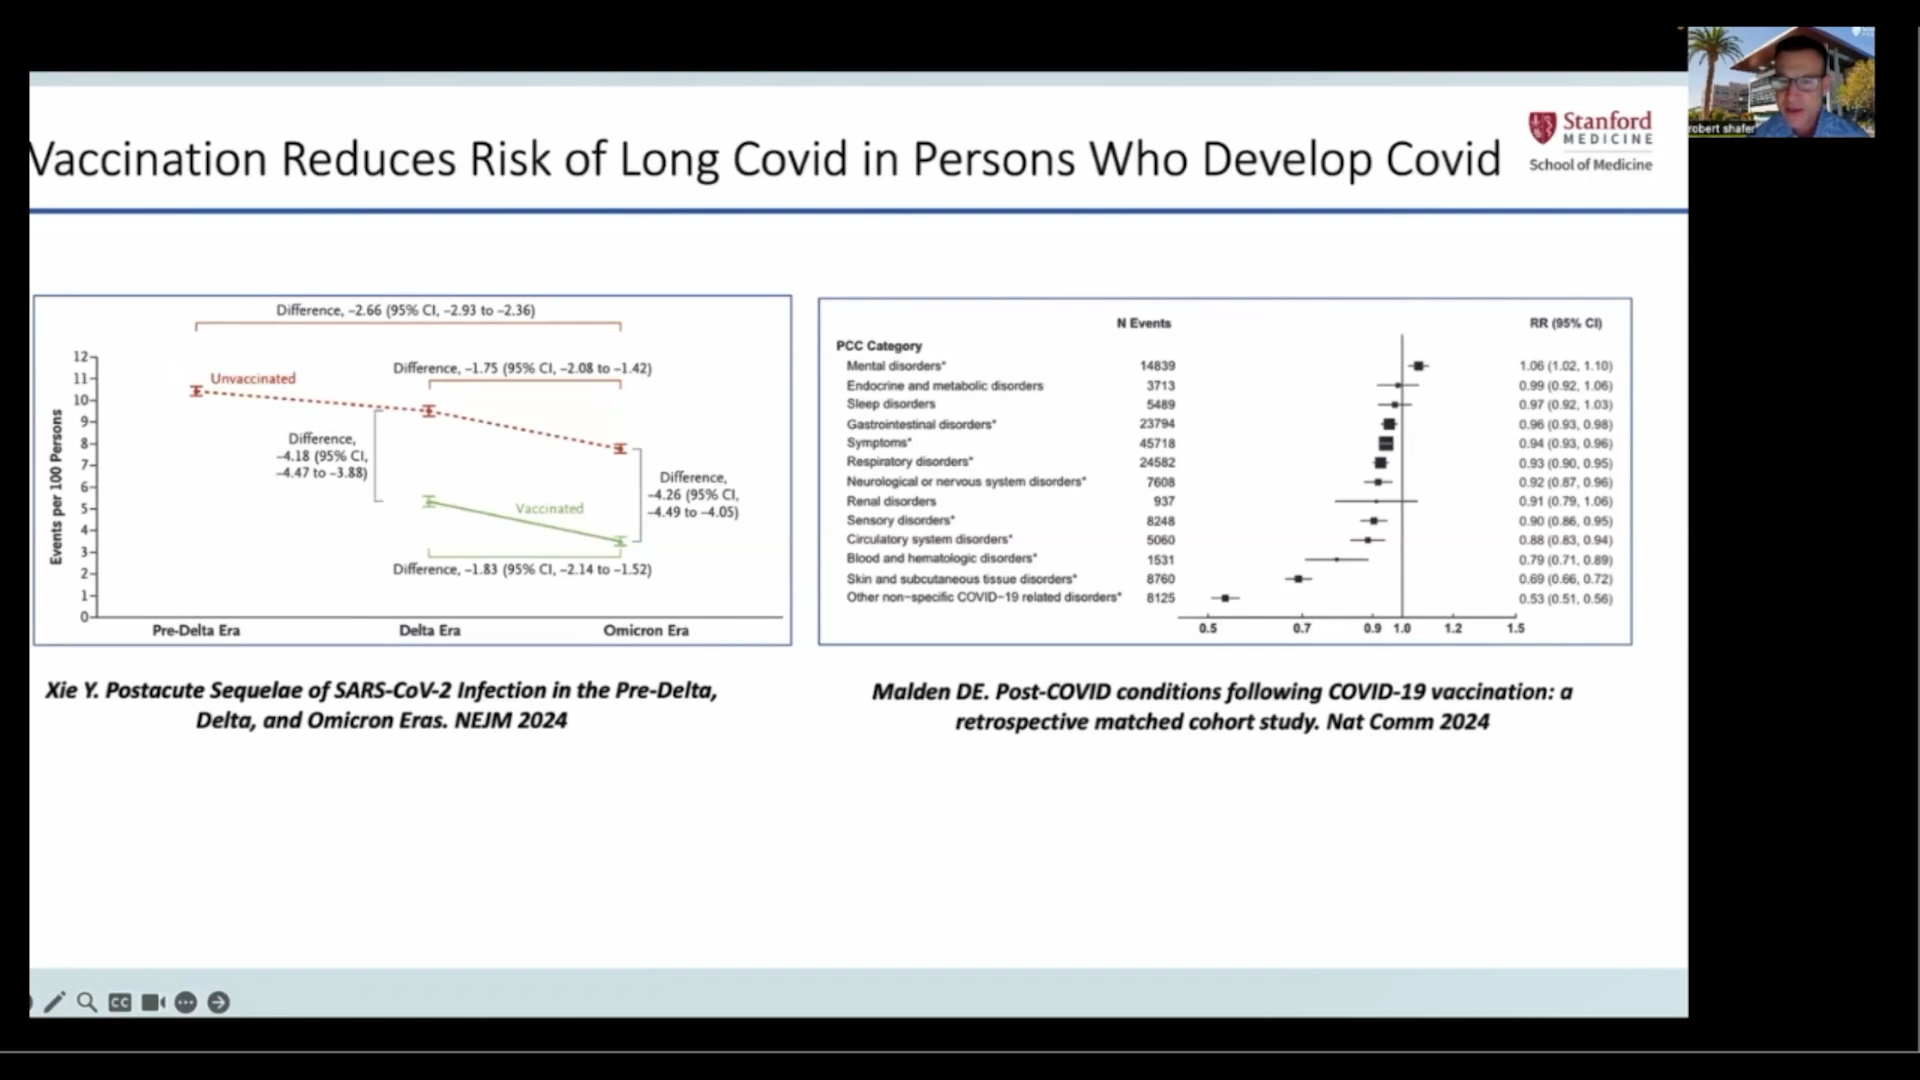 Vaccination Reduces Risk of Long Covid in Persons Who Develop Covid
Stanford
MEDICINE
School of Medicine
robert shafer
Difference, −2.66 (95% CI, −2.93 to −2.36)
Difference, −1.75 (95% CI, −2.08 to −1.42)
Unvaccinated
Difference,
−4.18 (95% CI,
−4.47 to −3.88)
Difference,
−4.26 (95% CI,
−4.49 to −4.05)
Vaccinated
Difference, −1.83 (95% CI, −2.14 to −1.52)
Events per 100 Persons
12
11
10
9
8
7
6
5
4
3
2
1
0
Pre-Delta Era Delta Era Omicron Era
Xie Y. Postacute Sequelae of SARS-CoV-2 Infection in the Pre-Delta,
Delta, and Omicron Eras. NEJM 2024
N Events RR (95% CI)
PCC Category
Mental disorders* 14839 1.06 (1.02, 1.10)
Endocrine and metabolic disorders 3713 0.99 (0.92, 1.06)
Sleep disorders 5489 0.97 (0.92, 1.03)
Gastrointestinal disorders* 23794 0.96 (0.93, 0.98)
Symptoms* 45718 0.94 (0.93, 0.96)
Respiratory disorders* 24582 0.93 (0.90, 0.95)
Neurological or nervous system disorders* 7608 0.92 (0.87, 0.96)
Renal disorders 937 0.91 (0.79, 1.06)
Sensory disorders* 8248 0.90 (0.86, 0.95)
Circulatory system disorders* 5060 0.88 (0.83, 0.94)
Blood and hematologic disorders* 1531 0.79 (0.71, 0.89)
Skin and subcutaneous tissue disorders* 8760 0.69 (0.66, 0.72)
Other non−specific COVID−19 related disorders* 8125 0.53 (0.51, 0.56)
0.5 0.7 0.9 1.0 1.2 1.5
Malden DE. Post-COVID conditions following COVID-19 vaccination: a
retrospective matched cohort study. Nat Comm 2024
CC